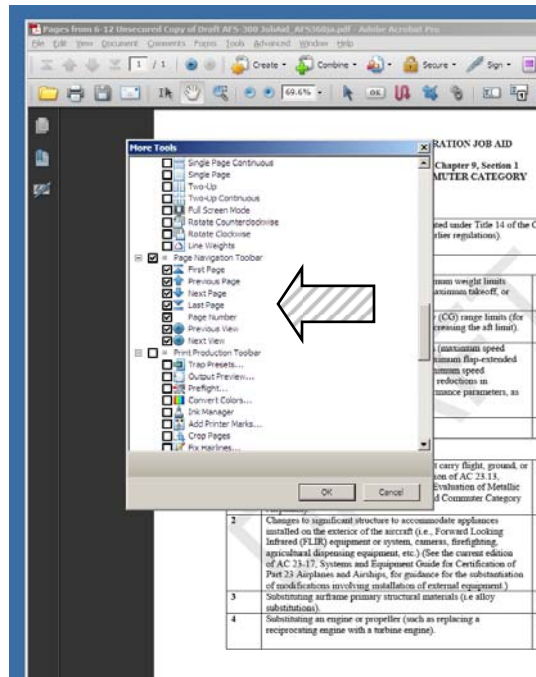 Pages from 6-12 Unsecured Copy of Draft AFS-300 JobAid_AFS360ja.pdf - Adobe Acrobat Pro
File Edit View Document Comments Forms Tools Advanced Window Help
1 / 1 Create Combine Secure Sign
69.6%
RATION JOB AID
More Tools
Chapter 9, Section 1
MUTER CATEGORY
Single Page Continuous
Single Page
Two-Up
Two-Up Continuous
Full Screen Mode
Rotate Counterclockwise
Rotate Clockwise
Line Weights
ted under Title 14 of the C
rlier regulations).
Page Navigation Toolbar
First Page
Previous Page
Next Page
Last Page
Page Number
Previous View
Next View
mum weight limits
aximum takeoff, or
(CG) range limits (for
creasing the aft limit).
Print Production Toolbar
Trap Presets...
Output Preview...
Preflight...
Convert Colors...
Ink Manager
Add Printer Marks...
Crop Pages
Fix Hairlines...
(maximum speed
ximum flap-extended
nimum speed
reductions in
rmance parameters, as
OK Cancel
t carry flight, ground, or
ion of AC 23.13,
Evaluation of Metallic
d Commuter Category
2 Changes to significant structure to accommodate appliances
installed on the exterior of the aircraft (i.e., Forward Looking
Infrared (FLIR) equipment or system, cameras, firefighting,
agricultural dispensing equipment, etc.) (See the current edition
of AC 23-17, Systems and Equipment Guide for Certification of
Part 23 Airplanes and Airships, for guidance for the substantiation
of modifications involving installation of external equipment.)
3 Substituting airframe primary structural materials (i.e alloy
substitutions).
4 Substituting an engine or propeller (such as replacing a
reciprocating engine with a turbine engine).